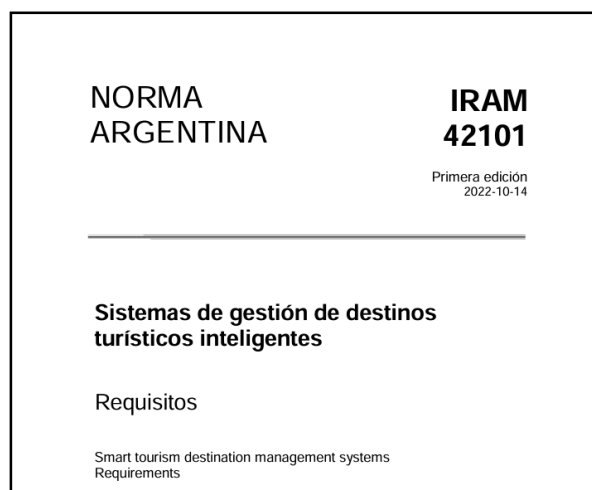 NORMA
ARGENTINA
IRAM
42101
Primera edición
2022-10-14
Sistemas de gestión de destinos
turísticos inteligentes
Requisitos
Smart tourism destination management systems
Requirements